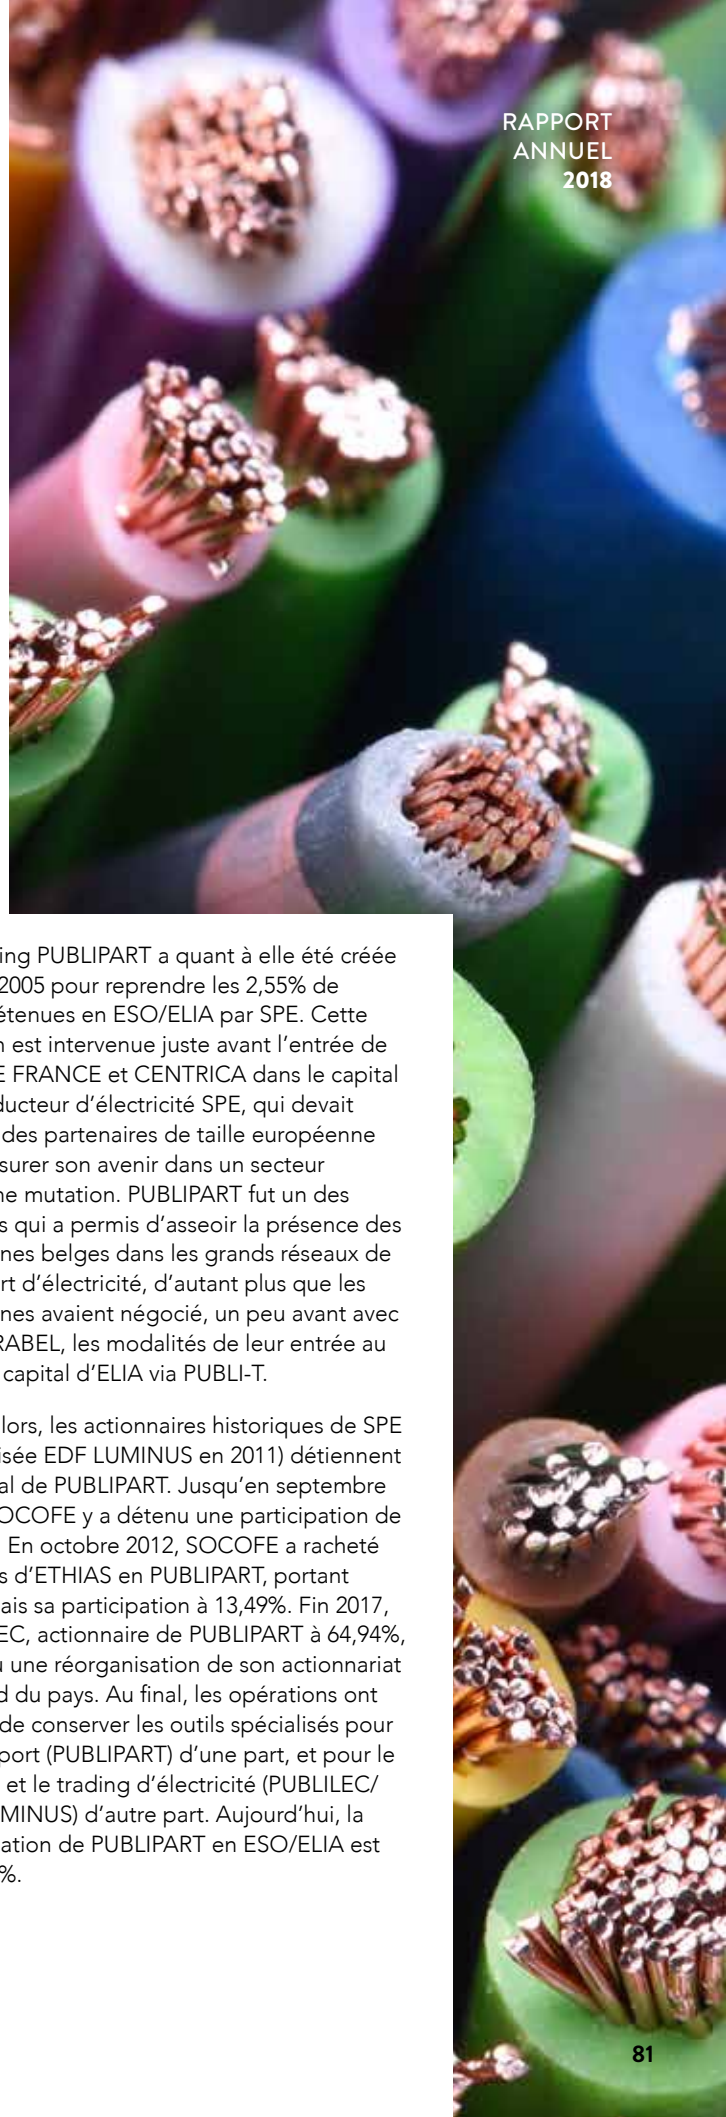 RAPPORT
ANNUEL
2018
ing PUBLIPART a quant à elle été créée
2005 pour reprendre les 2,55% de
étenues en ESO/ELIA par SPE. Cette
n est intervenue juste avant l'entrée de
E FRANCE et CENTRICA dans le capital
ducteur d'électricité SPE, qui devait
des partenaires de taille européenne
surer son avenir dans un secteur
ne mutation. PUBLIPART fut un des
s qui a permis d'asseoir la présence des
nes belges dans les grands réseaux de
rt d'électricité, d'autant plus que les
nes avaient négocié, un peu avant avec
RABEL, les modalités de leur entrée au
capital d'ELIA via PUBLI-T.
lors, les actionnaires historiques de SPE
isée EDF LUMINUS en 2011) détiennent
al de PUBLIPART. Jusqu'en septembre
OCOFE y a détenu une participation de
En octobre 2012, SOCOFE a racheté
s d'ETHIAS en PUBLIPART, portant
ais sa participation à 13,49%. Fin 2017,
EC, actionnaire de PUBLIPART à 64,94%,
u une réorganisation de son actionnariat
d du pays. Au final, les opérations ont
de conserver les outils spécialisés pour
port (PUBLIPART) d'une part, et pour le
et le trading d'électricité (PUBLILEC/
MINUS) d'autre part. Aujourd'hui, la
ation de PUBLIPART en ESO/ELIA est
%.
81